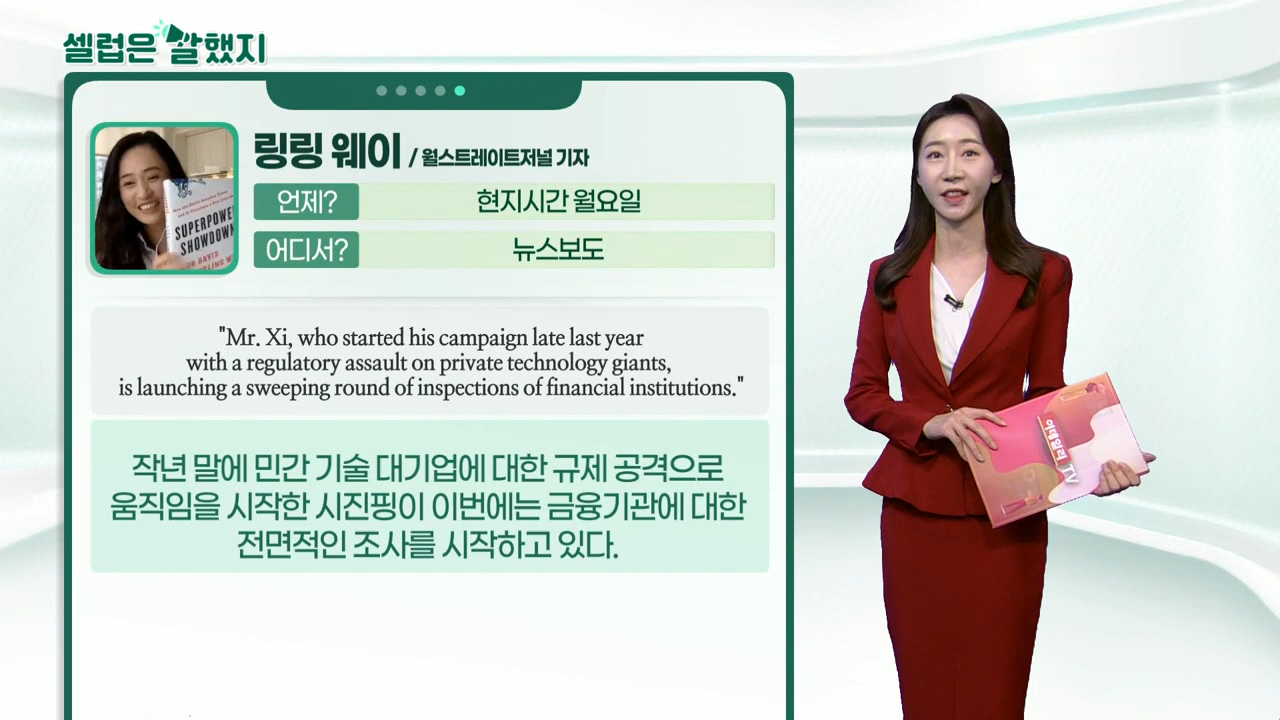 셀럽은 말했지
링링 웨이 / 월스트레이트저널 기자
SUPERPOWER
SHOWDOWN
언제? 현지시간 월요일
어디서? 뉴스보도
"Mr. Xi, who started his campaign late last year
with a regulatory assault on private technology giants,
is launching a sweeping round of inspections of financial institutions."
작년 말에 민간 기술 대기업에 대한 규제 공격으로
움직임을 시작한 시진핑이 이번에는 금융기관에 대한
전면적인 조사를 시작하고 있다.
이데일리 TV